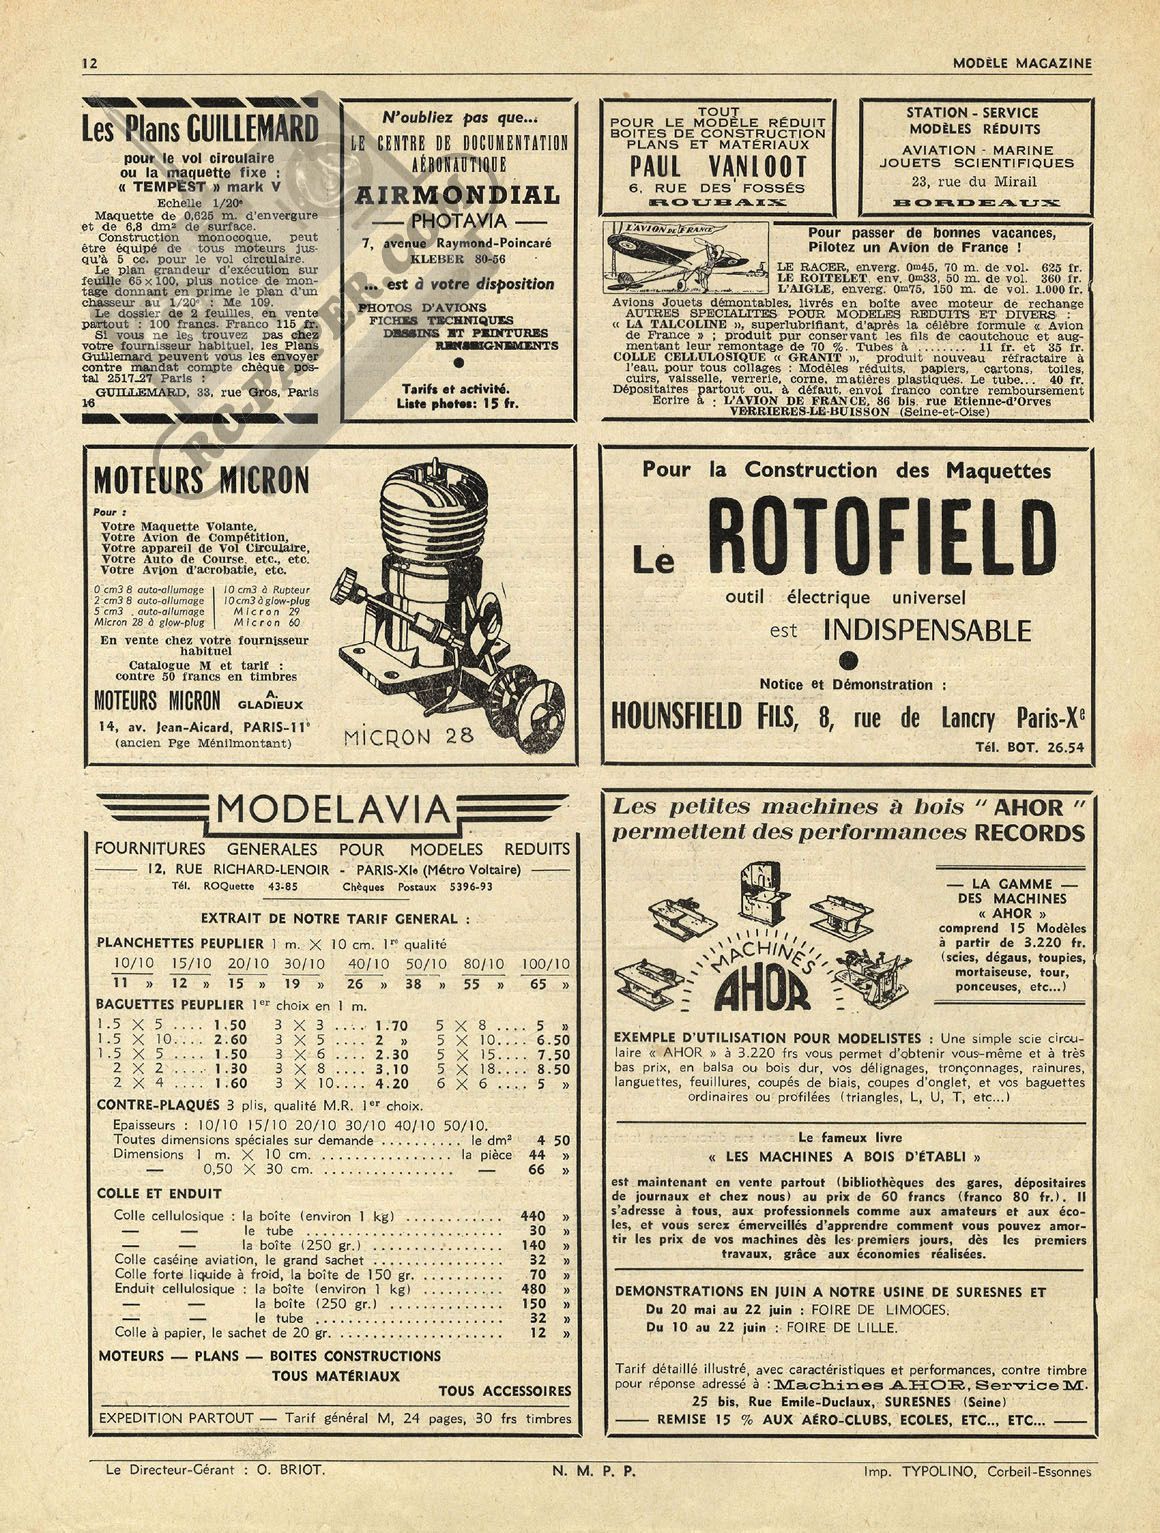 12
MODÈLE MAGAZINE
Les Plans GUILLEMARD
pour le vol circulaire
ou la maquette fixe :
« TEMPEST » mark V
Echelle 1/20e
Maquette de 0,625 m. d'envergure
et de 6,8 dm² de surface.
Construction monocoque, peut
être équipé de tous moteurs jus-
qu'à 5 cc. pour le vol circulaire.
Le plan grandeur d'exécution sur
feuille 65×100, plus notice de mon-
tage donnant en prime le plan d'un
chasseur au 1/20e : Me 109.
Le dossier de 2 feuilles, en vente
partout : 100 francs. Franco 115 fr.
Si vous ne les trouvez pas chez
votre fournisseur habituel, les Plans
Guillemard peuvent vous les envoyer
contre mandat compte chèque pos-
tal 2517-27 Paris :
GUILLEMARD, 33, rue Gros, Paris
16
RC-PAPER.COM
N'oubliez pas que...
LE CENTRE DE DOCUMENTATION
AÉRONAUTIQUE
AIRMONDIAL
— PHOTAVIA —
7, avenue Raymond-Poincaré
KLEBER 80-56
... est à votre disposition
PHOTOS D'AVIONS
FICHES TECHNIQUES
DESSINS ET PEINTURES
RENSEIGNEMENTS
Tarifs et activité.
Liste photos: 15 fr.
TOUT
POUR LE MODÈLE RÉDUIT
BOITES DE CONSTRUCTION
PLANS ET MATÉRIAUX
PAUL VANLOOT
6, RUE DES FOSSÉS
ROUBAIX
STATION - SERVICE
MODÈLES RÉDUITS
AVIATION - MARINE
JOUETS SCIENTIFIQUES
23, rue du Mirail
BORDEAUX
L'AVION DE FRANCE
Pour passer de bonnes vacances,
Pilotez un Avion de France !
LE RACER, enverg. 0m45, 70 m. de vol. 625 fr.
LE ROITELET, env. 0m33, 50 m. de vol. 360 fr.
L'AIGLE, enverg. 0m75, 150 m. de vol. 1.000 fr.
Avions Jouets démontables, livrés en boîte avec moteur de rechange
AUTRES SPECIALITES POUR MODELES REDUITS ET DIVERS :
« LA TALCOLINE », superlubrifiant, d'après la célèbre formule « Avion
de France » ; produit pur conservant les fils de caoutchouc et aug-
mentant leur remontage de 70 %. Tubes à ........ 11 fr. et 35 fr.
COLLE CELLULOSIQUE « GRANIT », produit nouveau réfractaire à
l'eau, pour tous collages : Modèles réduits, papiers, cartons, toiles,
cuirs, vaisselle, verrerie, corne, matières plastiques. Le tube... 40 fr.
Dépositaires partout ou, à défaut, envoi franco contre remboursement
Ecrire à : L'AVION DE FRANCE, 86 bis, rue Etienne-d'Orves
VERRIERES-LE-BUISSON (Seine-et-Oise)
MOTEURS MICRON
Pour :
Votre Maquette Volante,
Votre Avion de Compétition,
Votre appareil de Vol Circulaire,
Votre Auto de Course, etc., etc.
Votre Avion d'acrobatie, etc.
0 cm3 8 auto-allumage | 10 cm3 à Rupteur
2 cm3 8 auto-allumage | 10 cm3 à glow-plug
5 cm3 . auto-allumage | Micron 29
Micron 28 à glow-plug | Micron 60
En vente chez votre fournisseur
habituel
Catalogue M et tarif :
contre 50 francs en timbres
MOTEURS MICRON A. GLADIEUX
14, av. Jean-Aicard, PARIS-11e
(ancien Pge Ménilmontant)
MICRON 28
Pour la Construction des Maquettes
Le ROTOFIELD
outil électrique universel
est INDISPENSABLE
Notice et Démonstration :
HOUNSFIELD FILS, 8, rue de Lancry Paris-Xe
Tél. BOT. 26.54
MODELAVIA
FOURNITURES GENERALES POUR MODELES REDUITS
— 12, RUE RICHARD-LENOIR - PARIS-XIe (Métro Voltaire) —
Tél. ROQuette 43-85 Chèques Postaux 5396-93
EXTRAIT DE NOTRE TARIF GENERAL :
PLANCHETTES PEUPLIER 1 m. × 10 cm. 1re qualité
10/10 15/10 20/10 30/10 40/10 50/10 80/10 100/10
11 » 12 » 15 » 19 » 26 » 38 » 55 » 65 »
BAGUETTES PEUPLIER 1er choix en 1 m.
1.5 × 5 .... 1.50 3 × 3 .... 1.70 5 × 8 .... 5 »
1.5 × 10.... 2.60 3 × 5 .... 2 » 5 × 10.... 6.50
1.5 × 5 .... 1.50 3 × 6 .... 2.30 5 × 15.... 7.50
2 × 2 .... 1.30 3 × 8 .... 3.10 5 × 18.... 8.50
2 × 4 .... 1.60 3 × 10.... 4.20 6 × 6 .... 5 »
CONTRE-PLAQUÉS 3 plis, qualité M.R. 1er choix.
Epaisseurs : 10/10 15/10 20/10 30/10 40/10 50/10.
Toutes dimensions spéciales sur demande .......... le dm² 4 50
Dimensions 1 m. × 10 cm. ............... la pièce 44 »
— 0,50 × 30 cm. ............... — 66 »
COLLE ET ENDUIT
Colle cellulosique : la boîte (environ 1 kg) ............ 440 »
— — le tube ............ 30 »
— — la boîte (250 gr.) ............ 140 »
Colle caséine aviation, le grand sachet ............ 32 »
Colle forte liquide à froid, la boîte de 150 gr. .......... 70 »
Enduit cellulosique : la boîte (environ 1 kg) .......... 480 »
— — la boîte (250 gr.) .............. 150 »
— — le tube .............. 32 »
Colle à papier, le sachet de 20 gr. .................. 12 »
MOTEURS — PLANS — BOITES CONSTRUCTIONS
TOUS MATÉRIAUX
TOUS ACCESSOIRES
EXPEDITION PARTOUT — Tarif général M, 24 pages, 30 frs timbres
Les petites machines à bois " AHOR "
permettent des performances RECORDS
MACHINES
AHOR
— LA GAMME —
DES MACHINES
« AHOR »
comprend 15 Modèles
à partir de 3.220 fr.
(scies, dégaus, toupies,
mortaiseuse, tour,
ponceuses, etc...)
EXEMPLE D'UTILISATION POUR MODELISTES : Une simple scie circu-
laire « AHOR » à 3.220 frs vous permet d'obtenir vous-même et à très
bas prix, en balsa ou bois dur, vos délignages, tronçonnages, rainures,
languettes, feuillures, coupés de biais, coupes d'onglet, et vos baguettes
ordinaires ou profilées (triangles, L, U, T, etc...)
Le fameux livre
« LES MACHINES A BOIS D'ÉTABLI »
est maintenant en vente partout (bibliothèques des gares, dépositaires
de journaux et chez nous) au prix de 60 francs (franco 80 fr.). Il
s'adresse à tous, aux professionnels comme aux amateurs et aux éco-
les, et vous serez émerveillés d'apprendre comment vous pouvez amor-
tir les prix de vos machines dès les premiers jours, dès les premiers
travaux, grâce aux économies réalisées.
DEMONSTRATIONS EN JUIN A NOTRE USINE DE SURESNES ET
Du 20 mai au 22 juin : FOIRE DE LIMOGES.
Du 10 au 22 juin : FOIRE DE LILLE.
Tarif détaillé illustré, avec caractéristiques et performances, contre timbre
pour réponse adressé à : Machines AHOR, Service M.
25 bis, Rue Emile-Duclaux, SURESNES (Seine)
— REMISE 15 % AUX AÉRO-CLUBS, ECOLES, ETC.., ETC... —
Le Directeur-Gérant : O. BRIOT.
N. M. P. P.
Imp. TYPOLINO, Corbeil-Essonnes